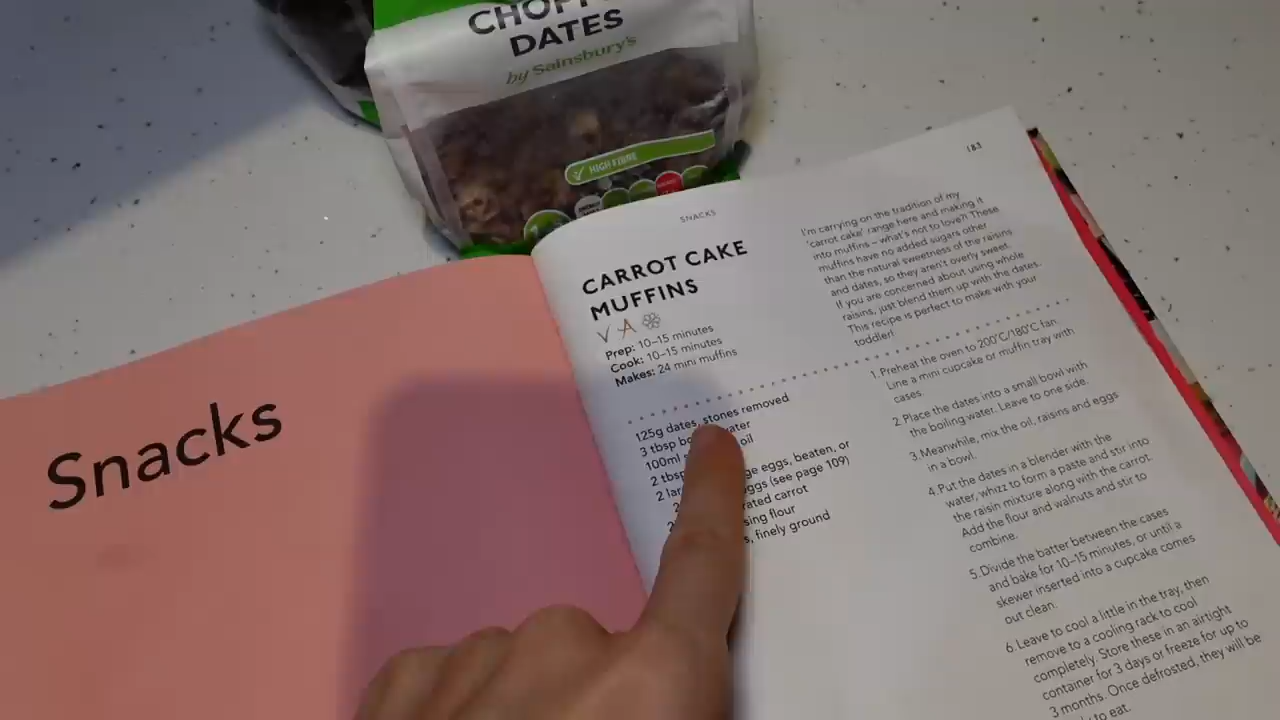 CHOPP
DATES
by Sainsbury's
HIGH FIBRE
Snacks
SNACKS
183
CARROT CAKE
MUFFINS
V
Prep: 10–15 minutes
Cook: 10–15 minutes
Makes: 24 mini muffins
125g dates, stones removed
3 tbsp bo water
100ml oil
2 tbsp
2 lar ge eggs, beaten, or
eggs (see page 109)
rated carrot
sing flour
s, finely ground
I'm carrying on the tradition of my
'carrot cake' range here and making it
into muffins – what's not to love?! These
muffins have no added sugars other
than the natural sweetness of the raisins
and dates, so they aren't overly sweet.
If you are concerned about using whole
raisins, just blend them up with the dates.
This recipe is perfect to make with your
toddler!
1. Preheat the oven to 200°C/180°C fan.
Line a mini cupcake or muffin tray with
cases.
2. Place the dates into a small bowl with
the boiling water. Leave to one side.
3. Meanwhile, mix the oil, raisins and eggs
in a bowl.
4. Put the dates in a blender with the
water, whizz to form a paste and stir into
the raisin mixture along with the carrot.
Add the flour and walnuts and stir to
combine.
5. Divide the batter between the cases
and bake for 10–15 minutes, or until a
skewer inserted into a cupcake comes
out clean.
6. Leave to cool a little in the tray, then
remove to a cooling rack to cool
completely. Store these in an airtight
container for 3 days or freeze for up to
3 months. Once defrosted, they will be
to eat.